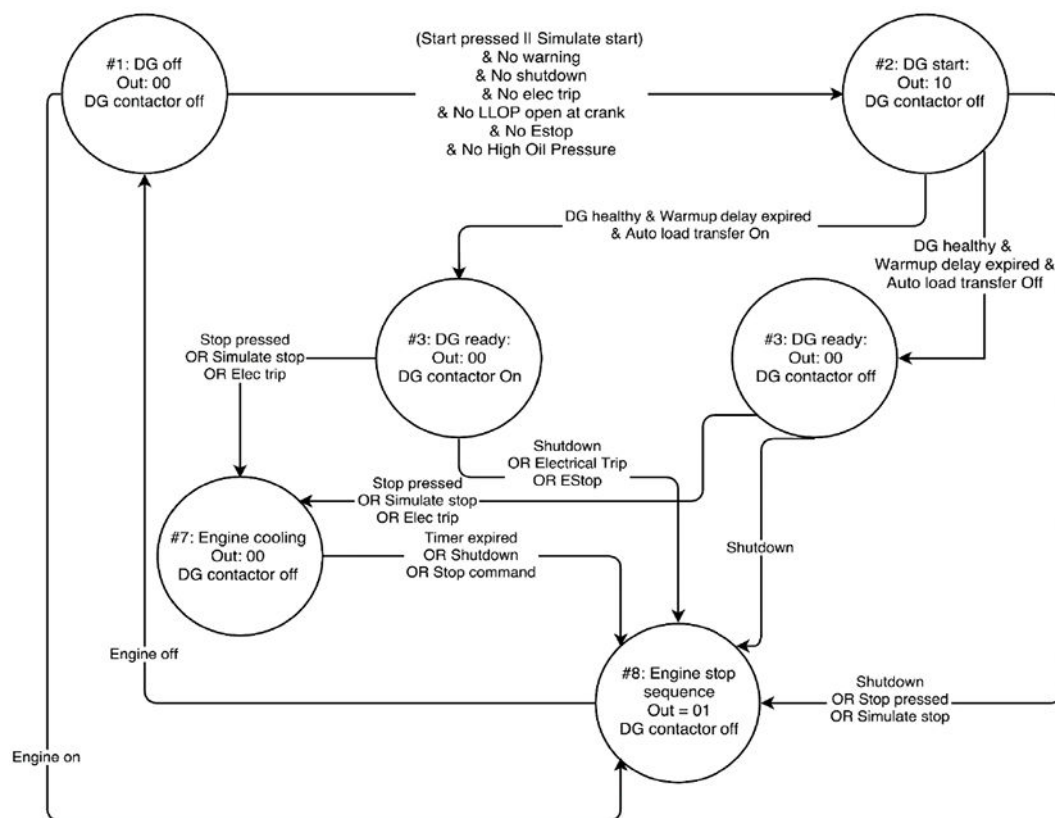 #1: DG off
Out: 00
DG contactor off
(Start pressed || Simulate start)
& No warning
& No shutdown
& No elec trip
& No LLOP open at crank
& No Estop
& No High Oil Pressure
#2: DG start:
Out: 10
DG contactor off
DG healthy & Warmup delay expired
& Auto load transfer On
DG healthy &
Warmup delay expired &
Auto load transfer Off
#3: DG ready:
Out: 00
DG contactor On
#3: DG ready:
Out: 00
DG contactor off
Stop pressed
OR Simulate stop
OR Elec trip
Shutdown
OR Electrical Trip
OR EStop
Stop pressed
OR Simulate stop
OR Elec trip
#7: Engine cooling
Out: 00
DG contactor off
Timer expired
OR Shutdown
OR Stop command
Shutdown
Engine off
#8: Engine stop
sequence
Out = 01
DG contactor off
Shutdown
OR Stop pressed
OR Simulate stop
Engine on